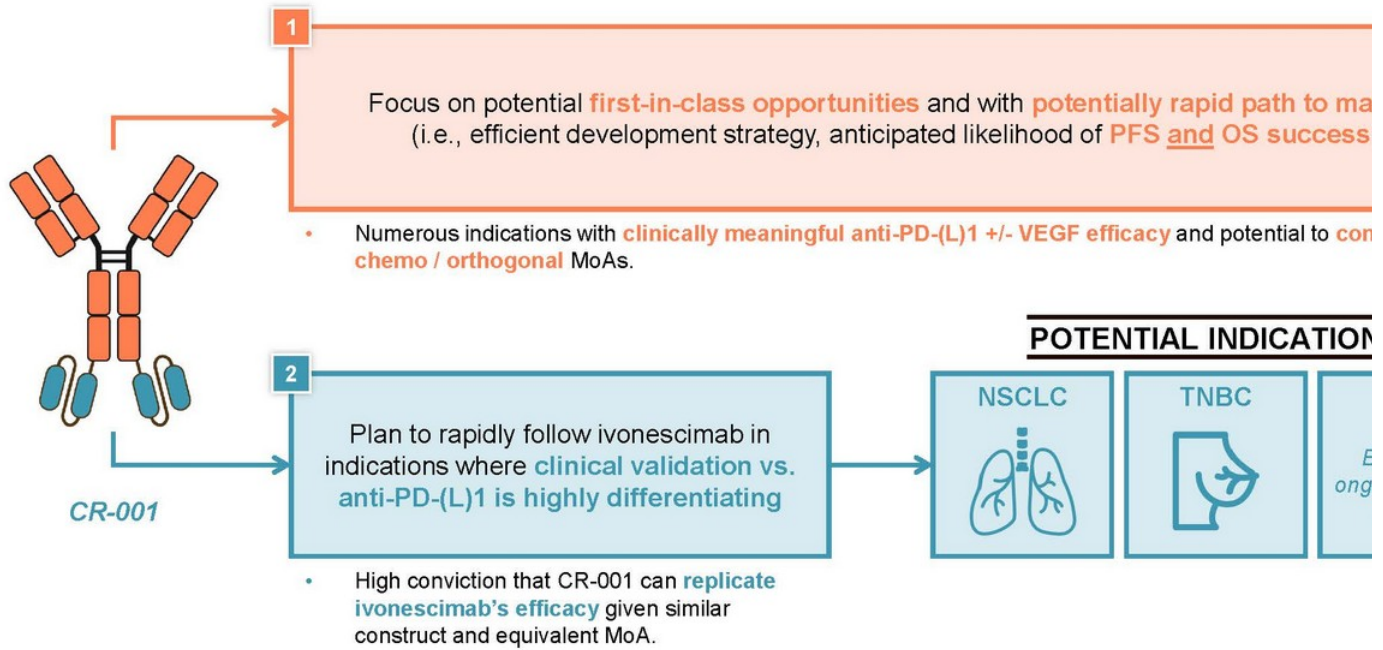 1
Focus on potential first-in-class opportunities and with potentially rapid path to
(i.e., efficient development strategy, anticipated likelihood of PFS and OS success
• Numerous indications with clinically meaningful anti-PD-(L)1 +/- VEGF efficacy and potential to
chemo / orthogonal MoAs.
POTENTIAL
2
Plan to rapidly follow ivonescimab in
indications where clinical validation vs.
anti-PD-(L)1 is highly differentiating
NSCLC
TNBC
CR-001
• High conviction that CR-001 can replicate
ivonescimab's efficacy given similar
construct and equivalent MoA.